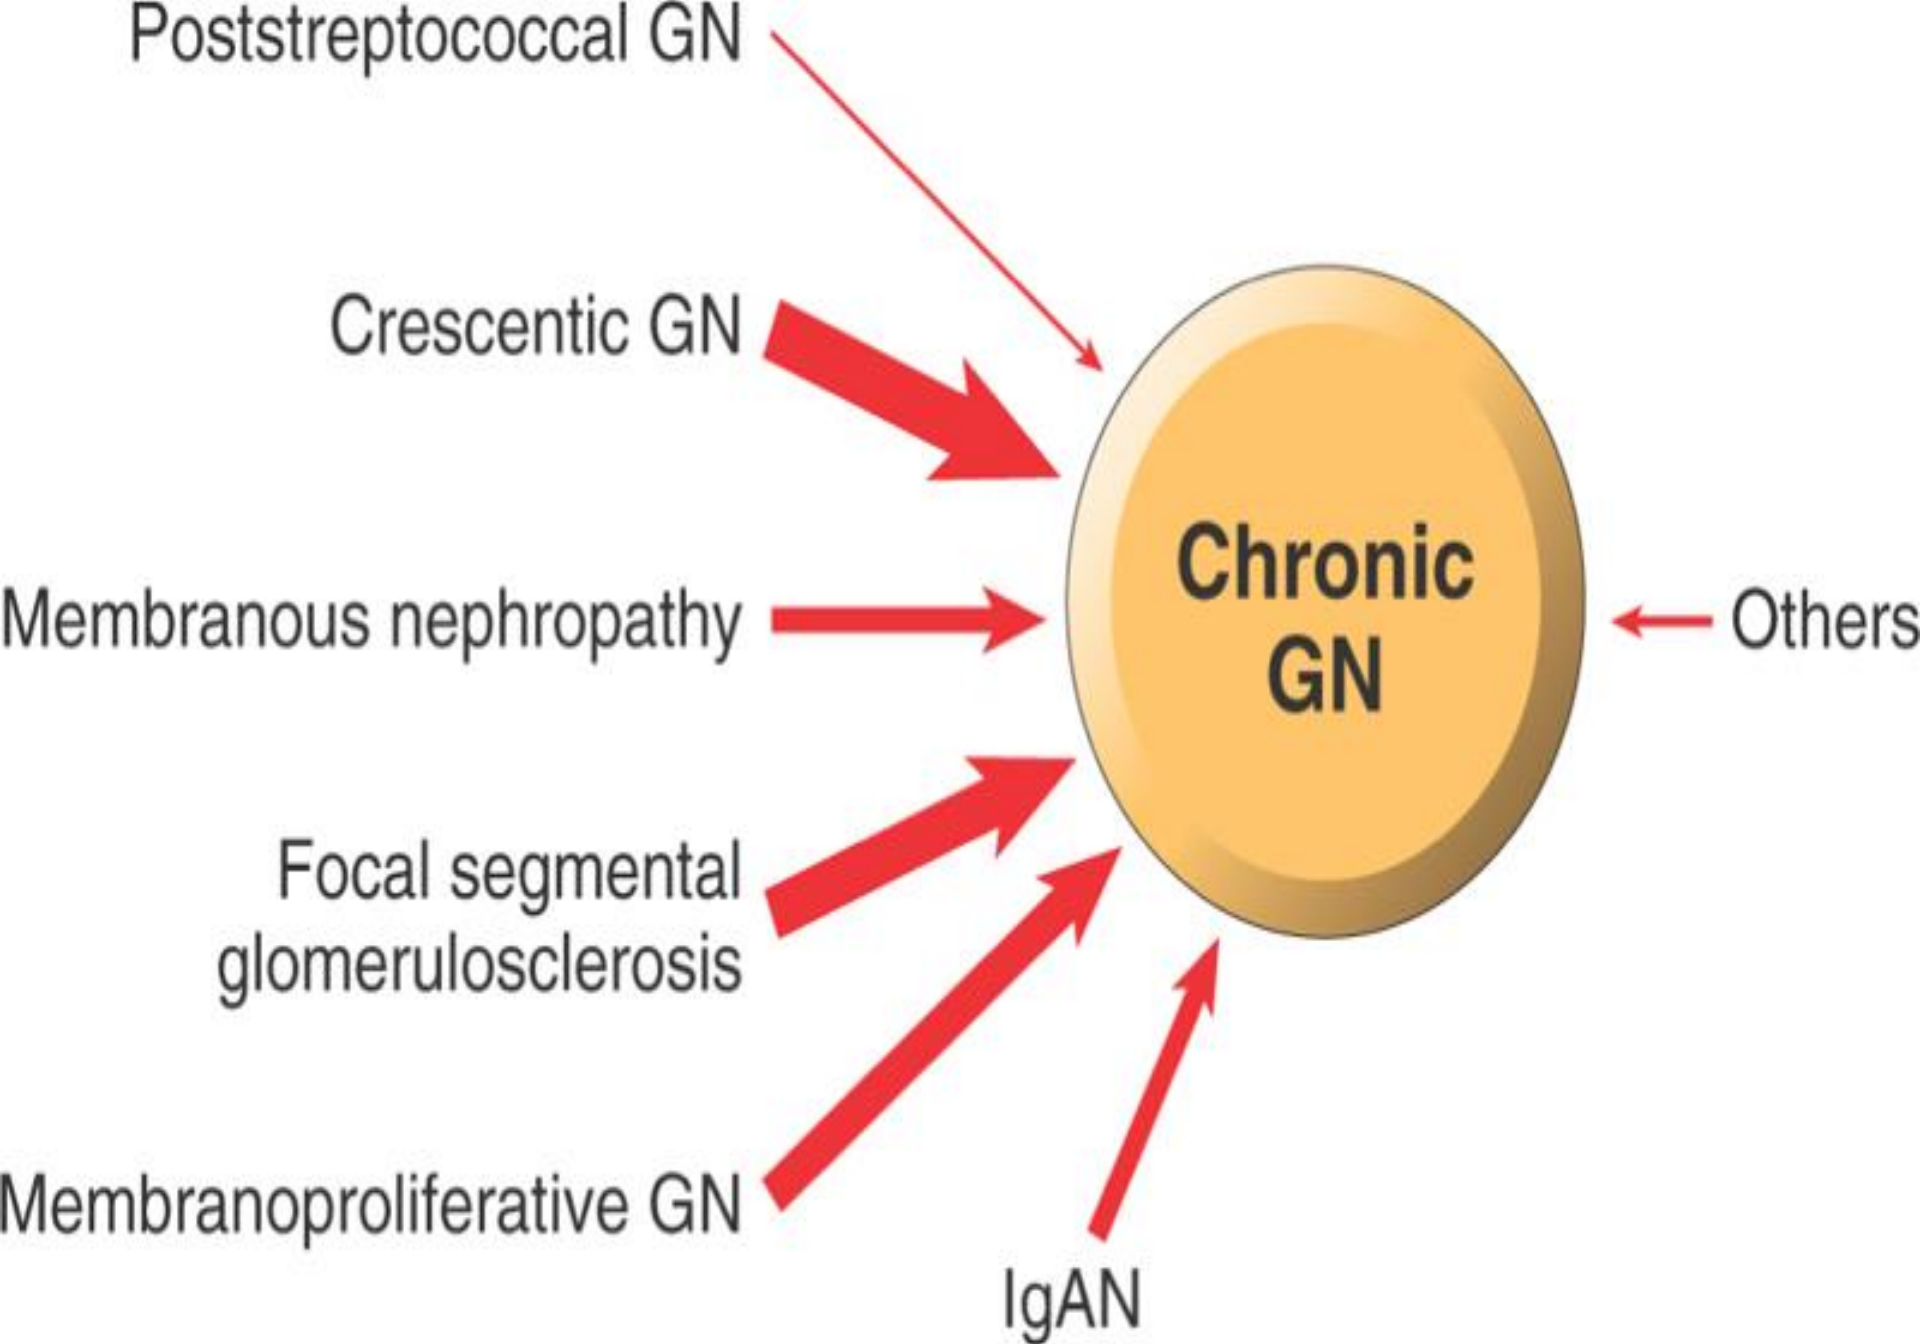 Poststreptococcal GN
Crescentic GN
Membranous nephropathy
Focal segmental
glomerulosclerosis
Membranoproliferative GN
IgAN
Chronic
GN
Others